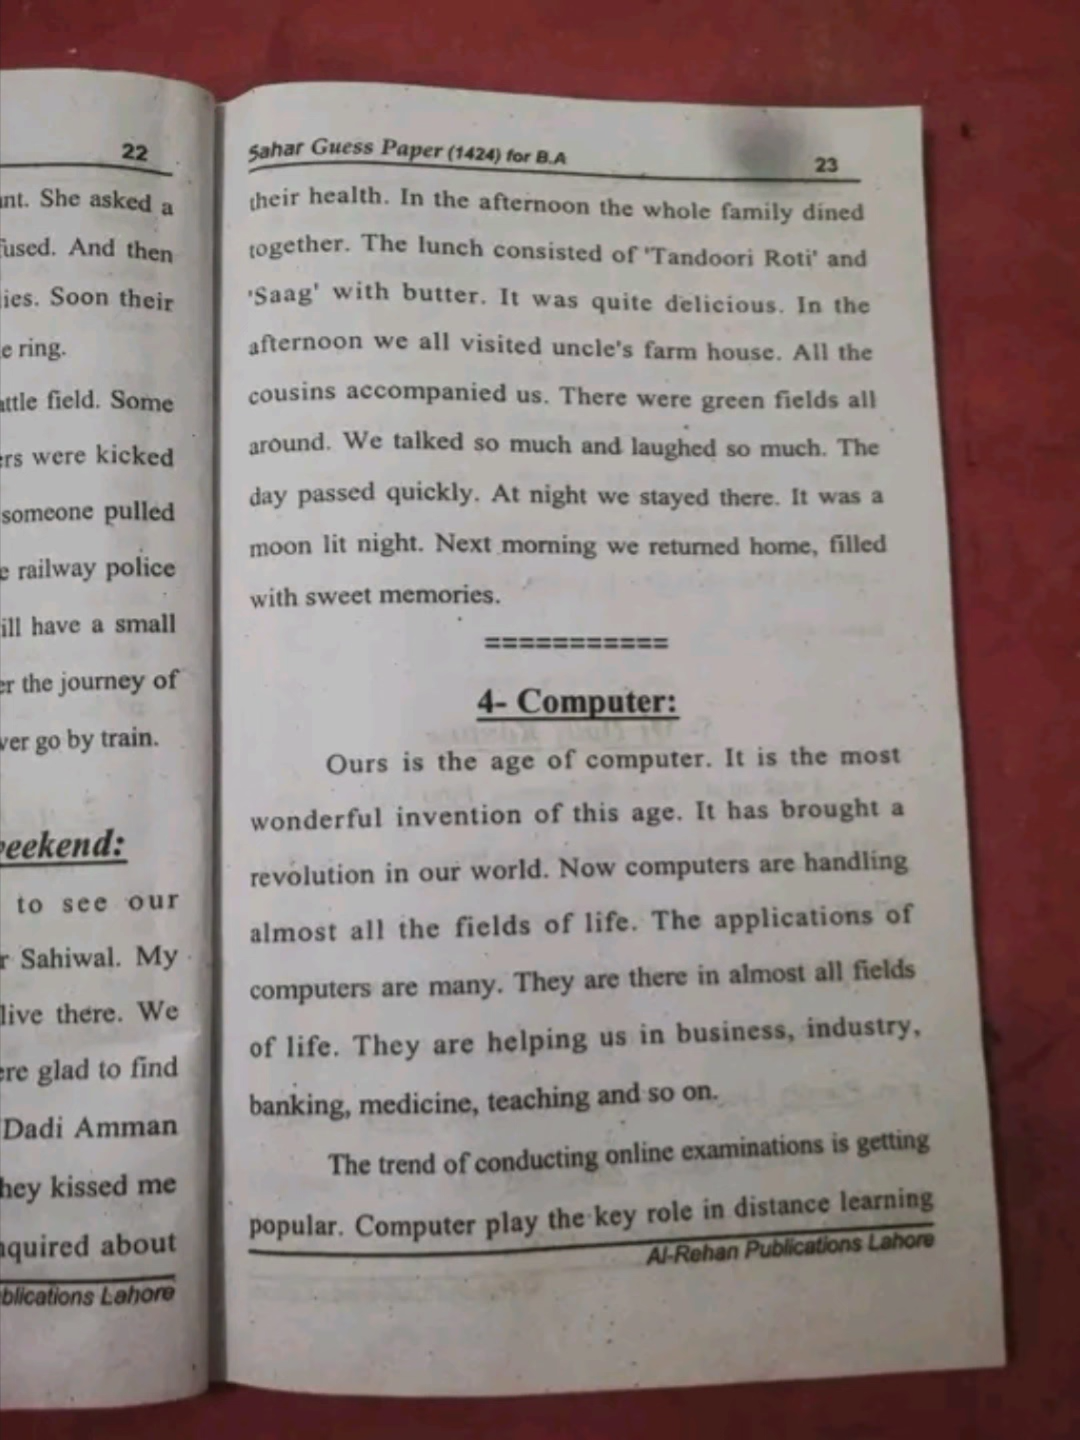 22
ant. She asked a
fused. And then
lies. Soon their
e ring.
attle field. Some
ers were kicked
someone pulled
e railway police
ill have a small
er the journey of
ver go by train.
eekend:
to see our
r Sahiwal. My
live there. We
ere glad to find
Dadi Amman
hey kissed me
nquired about
blications Lahore
Sahar Guess Paper (1424) for B.A 23
their health. In the afternoon the whole family dined
together. The lunch consisted of 'Tandoori Roti' and
'Saag' with butter. It was quite delicious. In the
afternoon we all visited uncle's farm house. All the
cousins accompanied us. There were green fields all
around. We talked so much and laughed so much. The
day passed quickly. At night we stayed there. It was a
moon lit night. Next morning we returned home, filled
with sweet memories.
===========
4- Computer:
Ours is the age of computer. It is the most
wonderful invention of this age. It has brought a
revolution in our world. Now computers are handling
almost all the fields of life. The applications of
computers are many. They are there in almost all fields
of life. They are helping us in business, industry,
banking, medicine, teaching and so on.
The trend of conducting online examinations is getting
popular. Computer play the key role in distance learning
Al-Rehan Publications Lahore